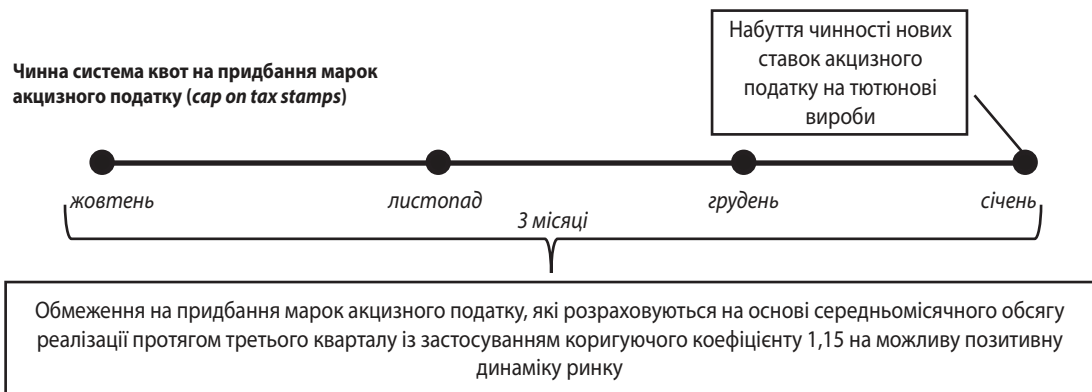 Набуття чинності нових
ставок акцизного
податку на тютюнові
вироби
Чинна система квот на придбання марок
акцизного податку (cap on tax stamps)
жовтень листопад грудень січень
3 місяці
Обмеження на придбання марок акцизного податку, які розраховуються на основі середньомісячного обсягу
реалізації протягом третього кварталу із застосуванням коригуючого коефіцієнту 1,15 на можливу позитивну
динаміку ринку